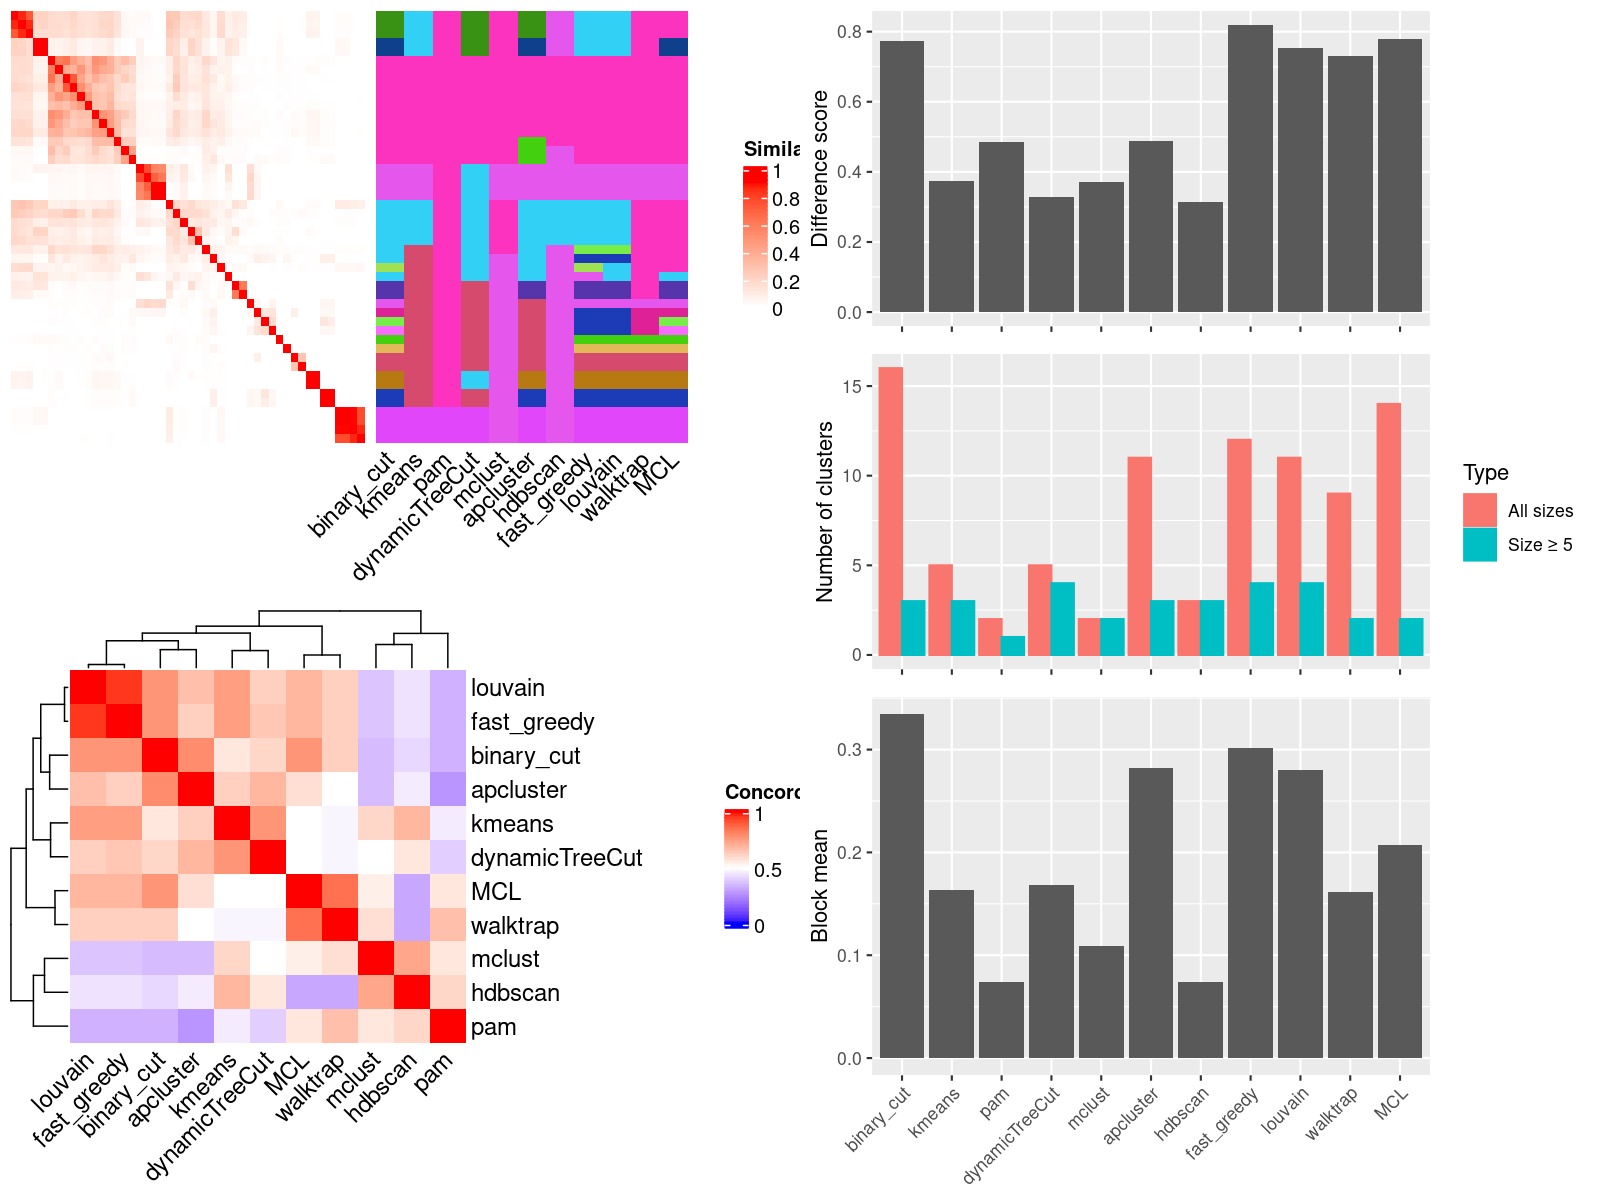 Simila
1
0.8
0.6
0.4
0.2
0
binary_cut
kmeans
pam
dynamicTreeCut
mclust
apcluster
hdbscan
fast_greedy
louvain
walktrap
MCL
louvain
fast_greedy
binary_cut
apcluster
kmeans
dynamicTreeCut
MCL
walktrap
mclust
hdbscan
pam
louvain
fast_greedy
binary_cut
apcluster
kmeans
dynamicTreeCut
MCL
walktrap
mclust
hdbscan
pam
Concord
1
0.5
0
Difference score
0.8
0.6
0.4
0.2
0.0
Number of clusters
15
10
5
0
Type
All sizes
Size ≥ 5
Block mean
0.3
0.2
0.1
0.0
binary_cut
kmeans
pam
dynamicTreeCut
mclust
apcluster
hdbscan
fast_greedy
louvain
walktrap
MCL